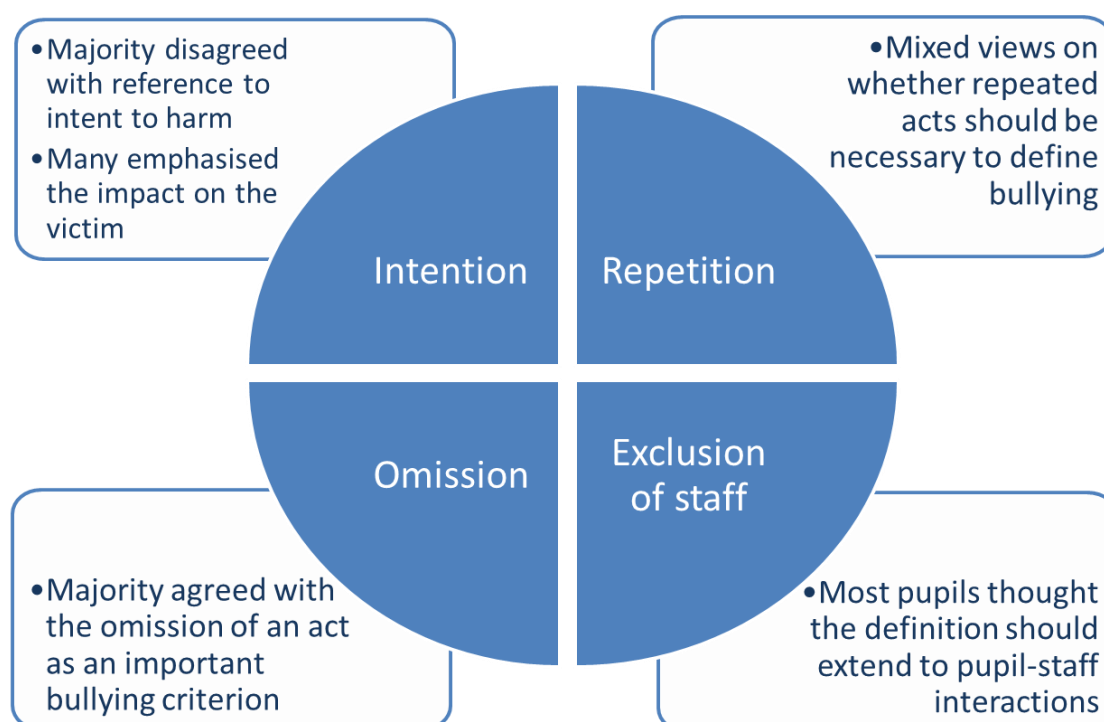 •Majority disagreed
with reference to
intent to harm
•Many emphasised
the impact on the
victim
•Mixed views on
whether repeated
acts should be
necessary to define
bullying
Intention
Repetition
Omission
Exclusion
of staff
•Majority agreed with
the omission of an act
as an important
bullying criterion
•Most pupils thought
the definition should
extend to pupil-staff
interactions